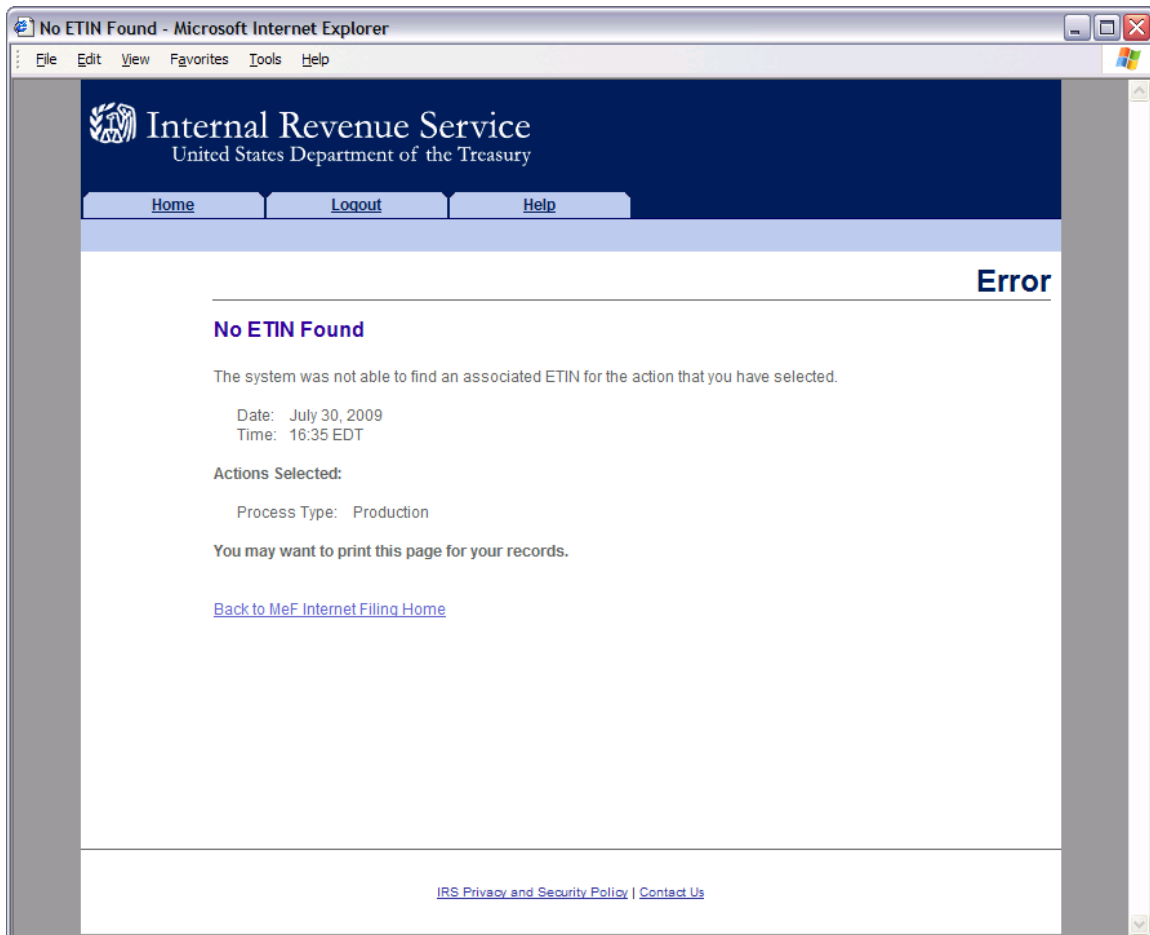 No ETIN Found - Microsoft Internet Explorer
File Edit View Favorites Tools Help
Internal Revenue Service
United States Department of the Treasury
Home Logout Help
Error
No ETIN Found
The system was not able to find an associated ETIN for the action that you have selected.
Date: July 30, 2009
Time: 16:35 EDT
Actions Selected:
Process Type: Production
You may want to print this page for your records.
Back to MeF Internet Filing Home
IRS Privacy and Security Policy | Contact Us